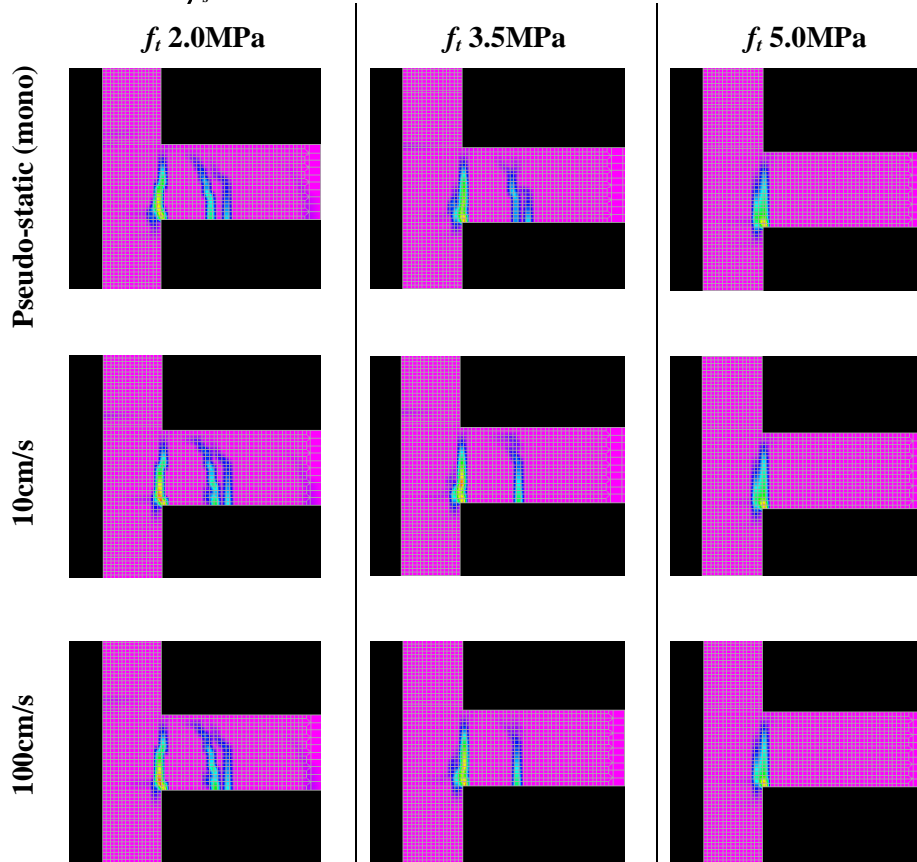 f_t 2.0MPa
f_t 3.5MPa
f_t 5.0MPa
Pseudo-static (mono)
10cm/s
100cm/s